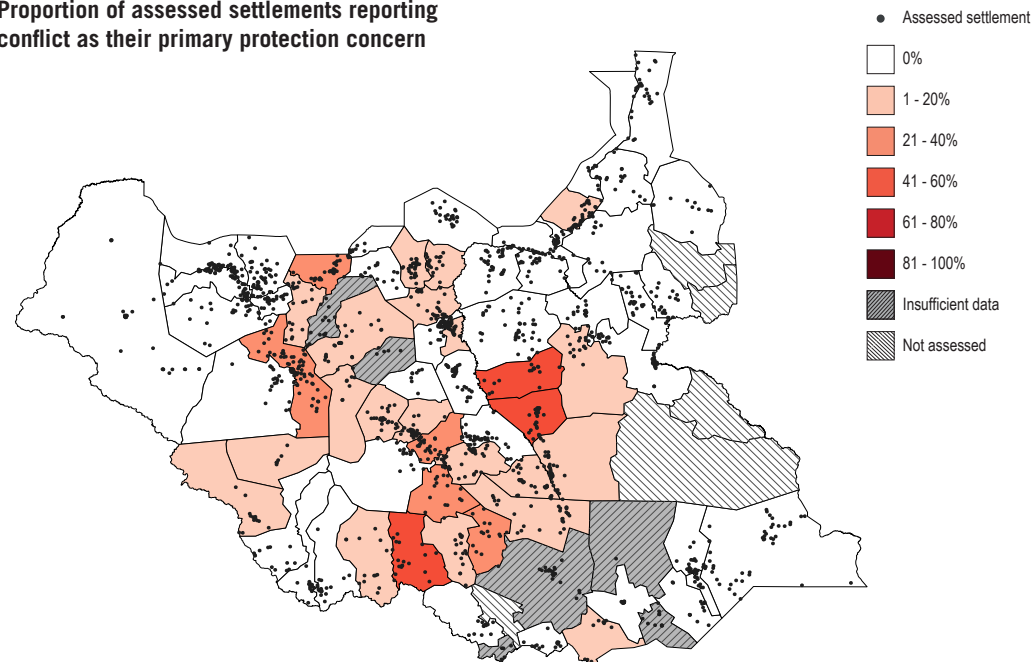 Proportion of assessed settlements reporting
conflict as their primary protection concern
Assessed settlement
0%
1 - 20%
21 - 40%
41 - 60%
61 - 80%
81 - 100%
Insufficient data
Not assessed